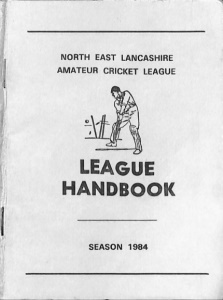 NORTH EAST LANCASHIRE
AMATEUR CRICKET LEAGUE
LEAGUE
HANDBOOK
SEASON 1984